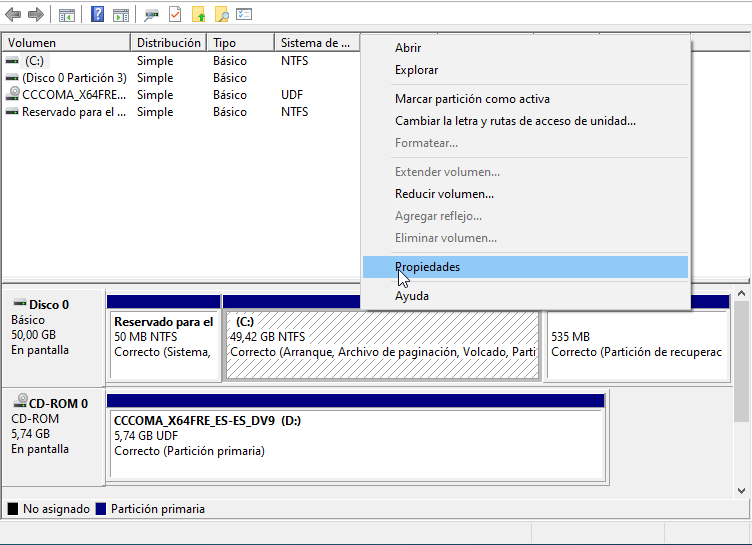 Volumen Distribución Tipo Sistema de ...
(C:) Simple Básico NTFS
(Disco 0 Partición 3) Simple Básico
CCCOMA_X64FRE... Simple Básico UDF
Reservado para el ... Simple Básico NTFS
Abrir
Explorar
Marcar partición como activa
Cambiar la letra y rutas de acceso de unidad...
Formatear...
Extender volumen...
Reducir volumen...
Agregar reflejo...
Eliminar volumen...
Propiedades
Ayuda
Disco 0
Básico
50,00 GB
En pantalla
Reservado para el
50 MB NTFS
Correcto (Sistema,
(C:)
49,42 GB NTFS
Correcto (Arranque, Archivo de paginación, Volcado, Parti
535 MB
Correcto (Partición de recuperac
CD-ROM 0
CD-ROM
5,74 GB
En pantalla
CCCOMA_X64FRE_ES-ES_DV9 (D:)
5,74 GB UDF
Correcto (Partición primaria)
No asignado Partición primaria